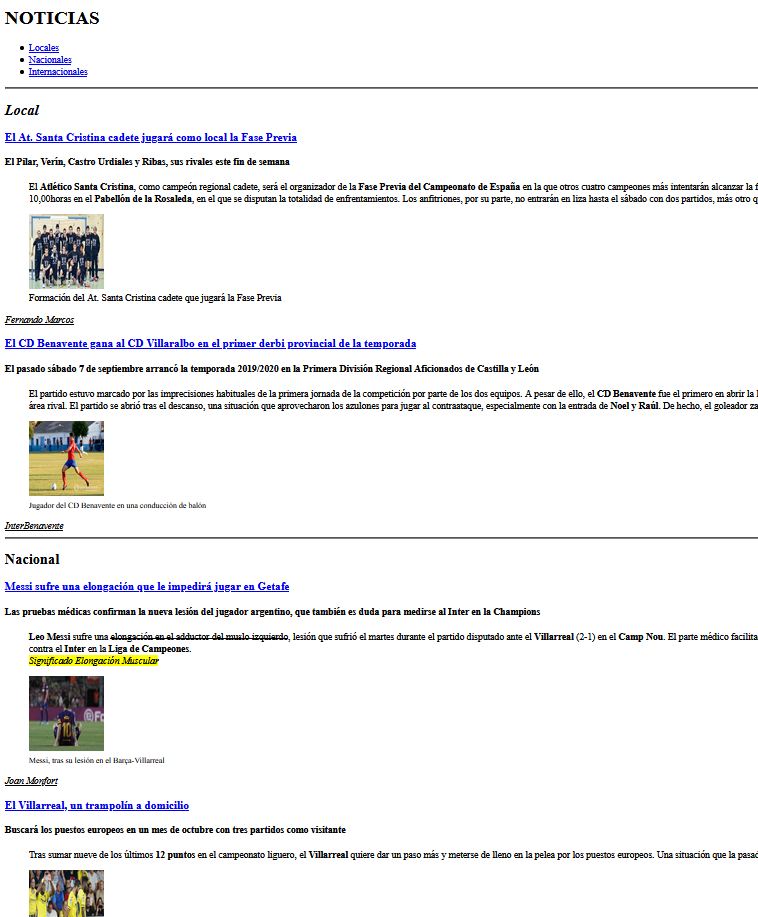 NOTICIAS
Locales
Nacionales
Internacionales
Local
El At. Santa Cristina cadete jugará como local la Fase Previa
El Pilar, Verín, Castro Urdiales y Ribas, sus rivales este fin de semana
El Atlético Santa Cristina, como campeón regional cadete, será el organizador de la Fase Previa del Campeonato de España en la que otros cuatro campeones más intentarán alcanzar la
10,00horas en el Pabellón de la Rosaleda, en el que se disputan la totalidad de enfrentamientos. Los anfitriones, por su parte, no entrarán en liza hasta el sábado con dos partidos, más otro
Formación del At. Santa Cristina cadete que jugará la Fase Previa
Fernando Marcos
El CD Benavente gana al CD Villaralbo en el primer derbi provincial de la temporada
El pasado sábado 7 de septiembre arrancó la temporada 2019/2020 en la Primera División Regional Aficionados de Castilla y León
El partido estuvo marcado por las imprecisiones habituales de la primera jornada de la competición por parte de los dos equipos. A pesar de ello, el CD Benavente fue el primero en abrir la
área rival. El partido se abrió tras el descanso, una situación que aprovecharon los azulones para jugar al contraataque, especialmente con la entrada de Noel y Raúl. De hecho, el goleador za
Jugador del CD Benavente en una conducción de balón
InterBenavente
Nacional
Messi sufre una elongación que le impedirá jugar en Getafe
Las pruebas médicas confirman la nueva lesión del jugador argentino, que también es duda para medirse al Inter en la Champions
Leo Messi sufre una elongación en el adductor del muslo izquierdo, lesión que sufrió el martes durante el partido disputado ante el Villarreal (2-1) en el Camp Nou. El parte médico facilita
contra el Inter en la Liga de Campeones.
Significado Elongación Muscular
Messi, tras su lesión en el Barça-Villarreal
Joan Monfort
El Villarreal, un trampolín a domicilio
Buscará los puestos europeos en un mes de octubre con tres partidos como visitante
Tras sumar nueve de los últimos 12 puntos en el campeonato liguero, el Villarreal quiere dar un paso más y meterse de lleno en la pelea por los puestos europeos. Una situación que la pasad